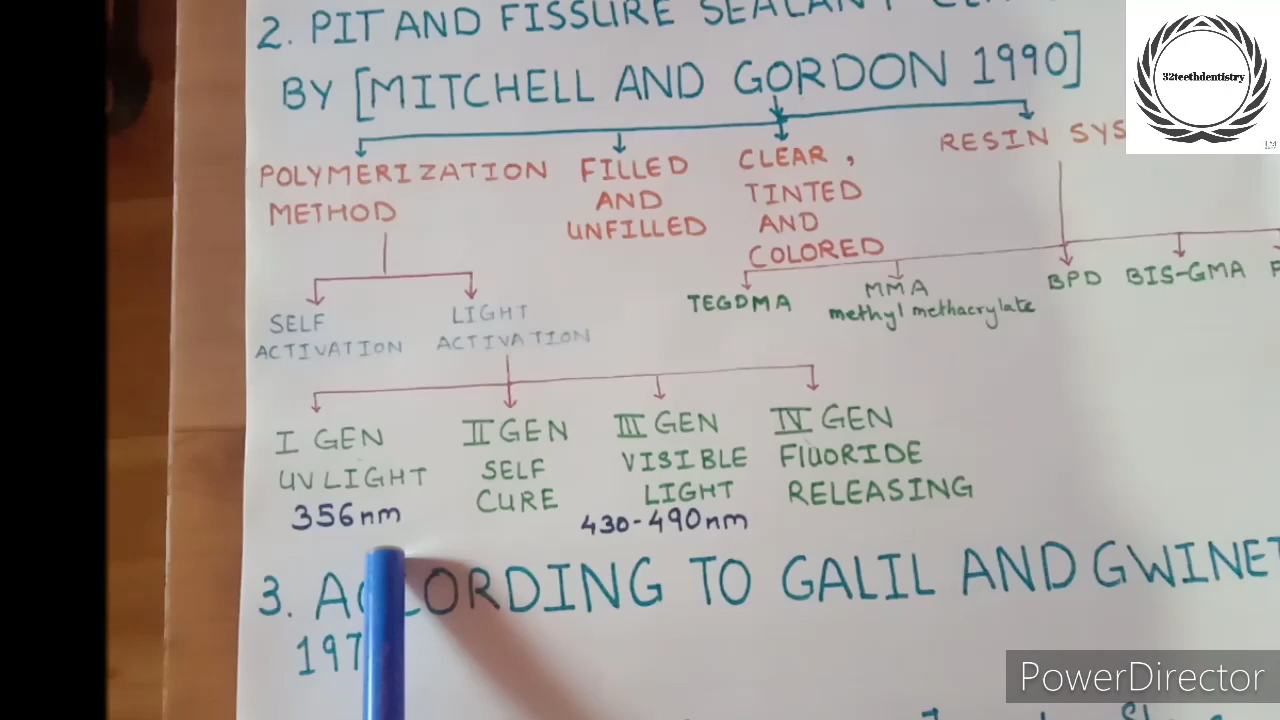 2. PIT AND FISSURE SEALANT
BY [MITCHELL AND GORDON 1990]
32teethdentistry
TM
POLYMERIZATION METHOD
FILLED AND UNFILLED
CLEAR, TINTED AND COLORED
RESIN SYS
SELF ACTIVATION
LIGHT ACTIVATION
TEGDMA
MMA
methyl methacrylate
BPD
BIS-GMA
I GEN
UV LIGHT
356nm
II GEN
SELF
CURE
III GEN
VISIBLE
LIGHT
430-490nm
IV GEN
FlUORIDE
RELEASING
3. ACCORDING TO GALIL AND GWINET
197
PowerDirector